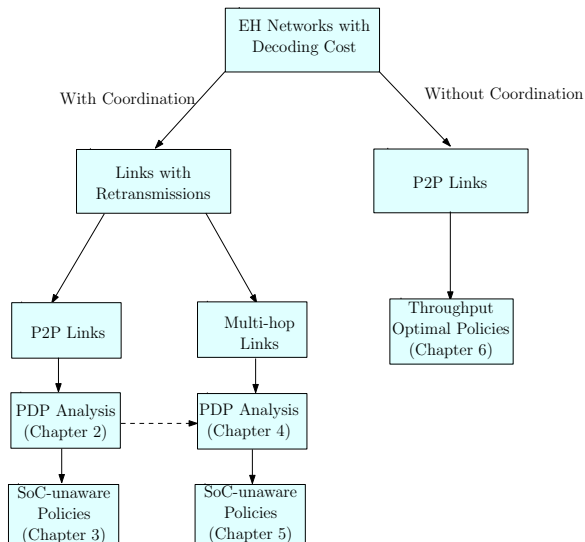 EH Networks with
Decoding Cost
With Coordination
Without Coordination
Links with
Retransmissions
P2P Links
P2P Links
Multi-hop
Links
Throughput
Optimal Policies
(Chapter 6)
PDP Analysis
(Chapter 2)
PDP Analysis
(Chapter 4)
SoC-unaware
Policies
(Chapter 3)
SoC-unaware
Policies
(Chapter 5)